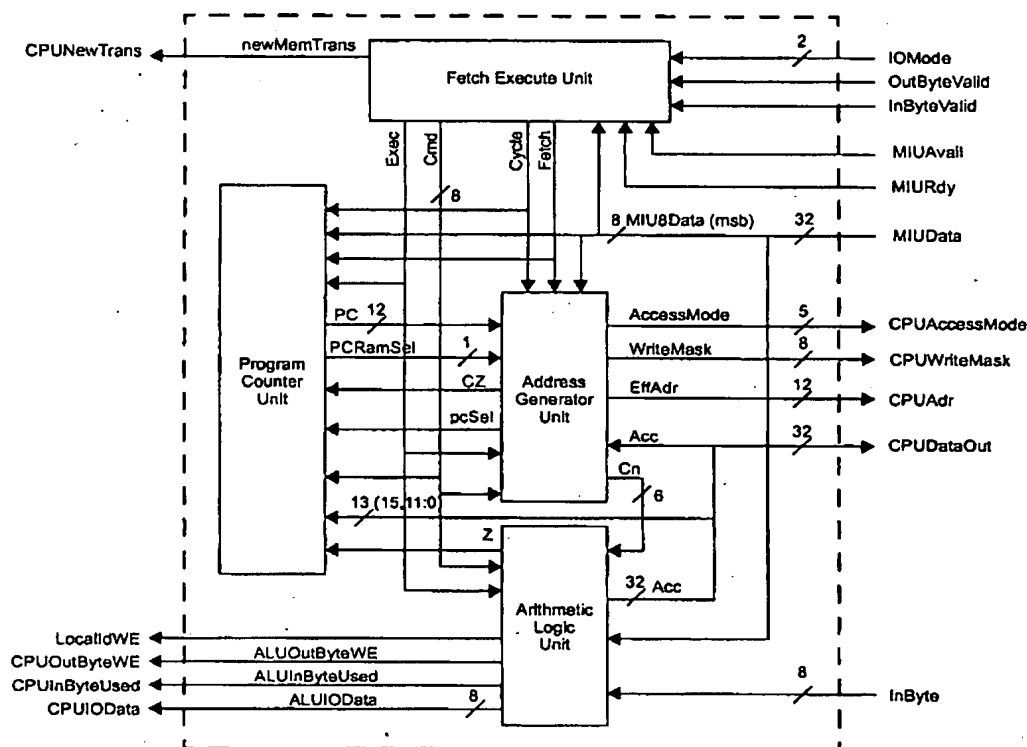 CPUNewTrans
newMemTrans
Fetch Execute Unit
2
IOMode
OutByteValid
InByteValid
MIUAvail
MIURdy
Exec
Cmd
Cycle
Fetch
8
8 MIU8Data (msb)
32
MIUData
PC
12
PCRamSel
1
CZ
pcSel
Program
Counter
Unit
Address
Generator
Unit
AccessMode
5
CPUAccessMode
WriteMask
8
CPUWriteMask
EffAdr
12
CPUAdr
Acc
32
CPUDataOut
Cn
6
13 (15,11:0)
Z
32 Acc
Arithmetic
Logic
Unit
LocalIdWE
CPUOutByteWE
ALUOutByteWE
CPUInByteUsed
ALUInByteUsed
CPUIOData
ALUIOData
8
8
InByte